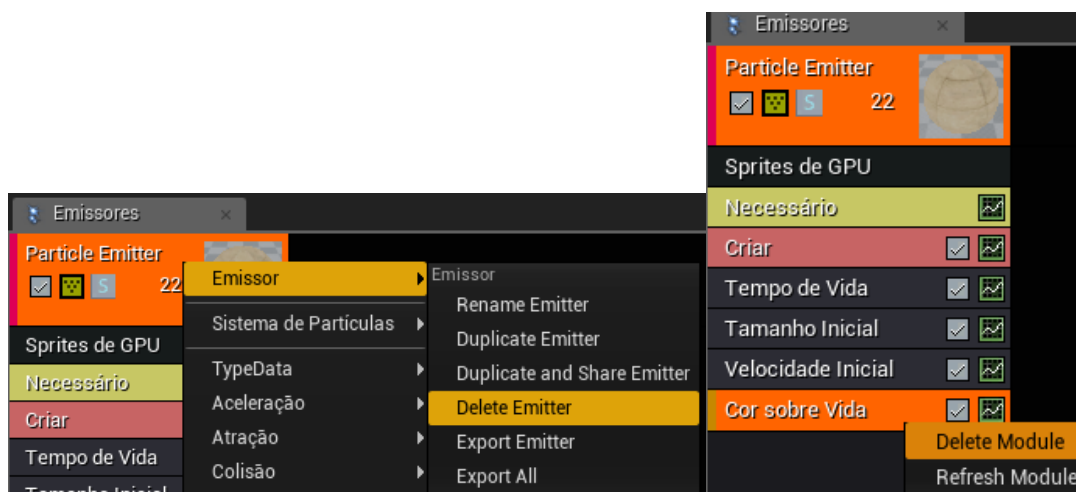 Emissores
Particle Emitter
22
Sprites de GPU
Necessário
Criar
Tempo de Vida
Emissor
Sistema de Partículas
TypeData
Aceleração
Atração
Colisão
Emissor
Rename Emitter
Duplicate Emitter
Duplicate and Share Emitter
Delete Emitter
Export Emitter
Export All
Emissores
Particle Emitter
S 22
Sprites de GPU
Necessário
Criar
Tempo de Vida
Tamanho Inicial
Velocidade Inicial
Cor sobre Vida
Delete Module
Refresh Module